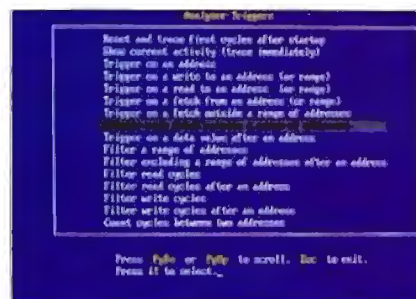 Analyzer Triggers
Reset and trace first cycles after startup
Show current activity (trace immediately)
Trigger on an address
Trigger on a write to an address (or range)
Trigger on a read to an address (or range)
Trigger on a fetch from an address (or range)
Trigger on a fetch outside a range of addresses
Trigger on a data value after an address
Filter a range of addresses
Filter excluding a range of addresses after an address
Filter read cycles
Filter read cycles after an address
Filter write cycles
Filter write cycles after an address
Count cycles between two addresses
Press PgDn or PgUp to scroll. Esc to exit.
Press to select._